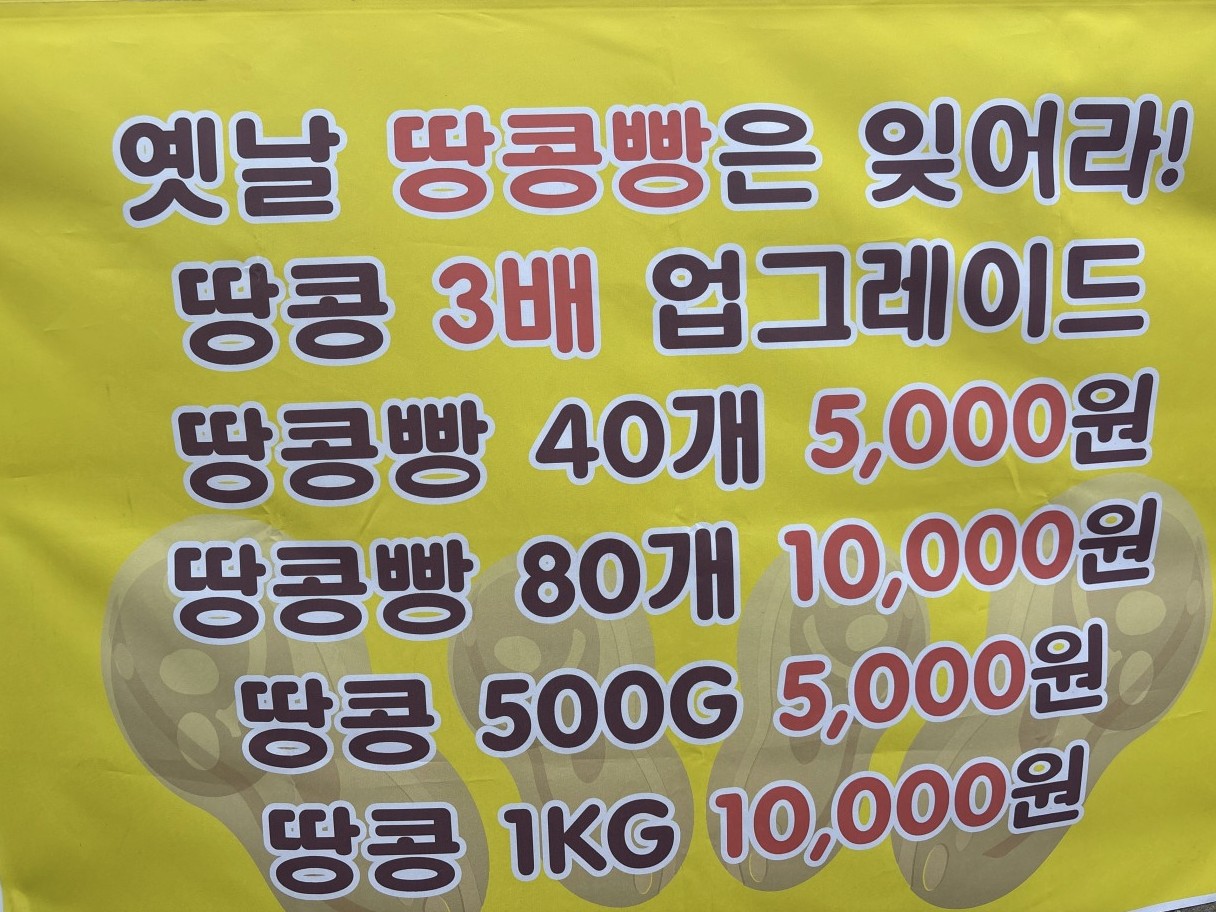 옛날 땅콩빵은 잊어라!
땅콩 3배 업그레이드
땅콩빵 40개 5,000원
땅콩빵 80개 10,000원
땅콩 500G 5,000원
땅콩 1KG 10,000원